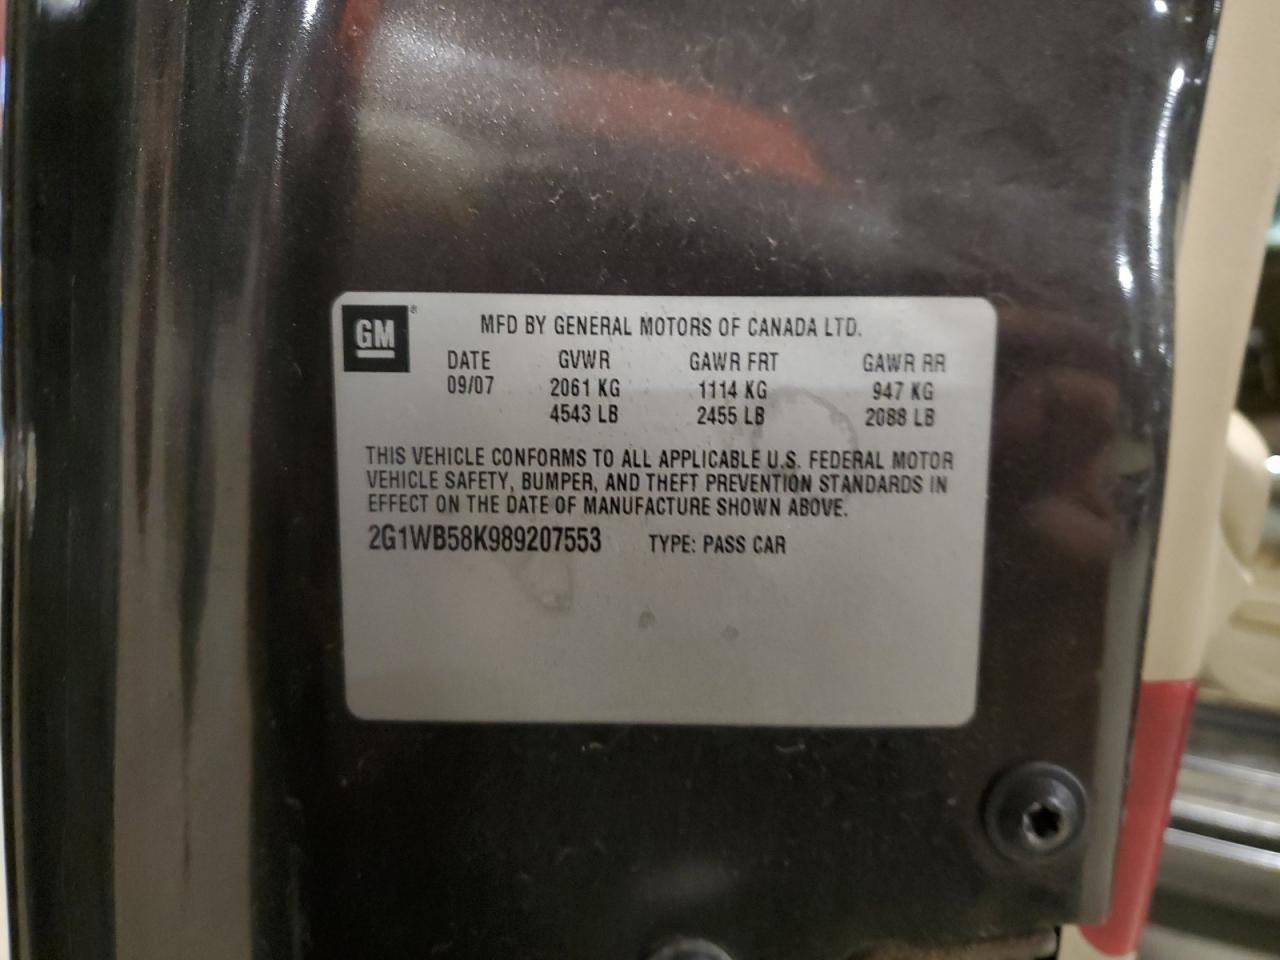 GM®
MFD BY GENERAL MOTORS OF CANADA LTD.
DATE GVWR GAWR FRT GAWR RR
09/07 2061 KG 1114 KG 947 KG
4543 LB 2455 LB 2088 LB
THIS VEHICLE CONFORMS TO ALL APPLICABLE U.S. FEDERAL MOTOR
VEHICLE SAFETY, BUMPER, AND THEFT PREVENTION STANDARDS IN
EFFECT ON THE DATE OF MANUFACTURE SHOWN ABOVE.
2G1WB58K989207553 TYPE: PASS CAR